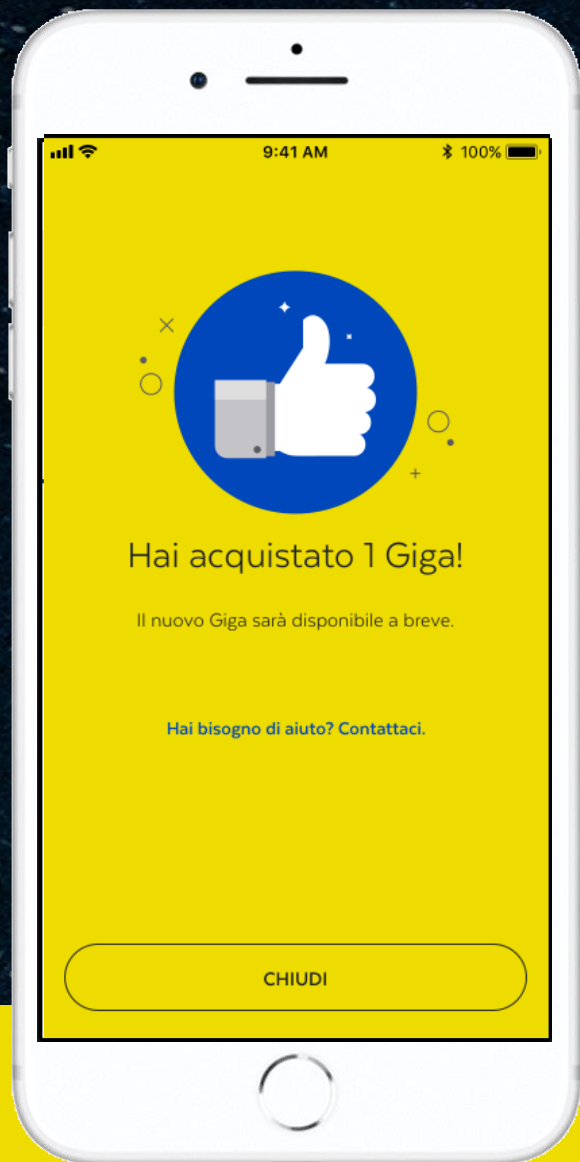 9:41 AM 100%
Hai acquistato 1 Giga!
Il nuovo Giga sarà disponibile a breve.
Hai bisogno di aiuto? Contattaci.
CHIUDI